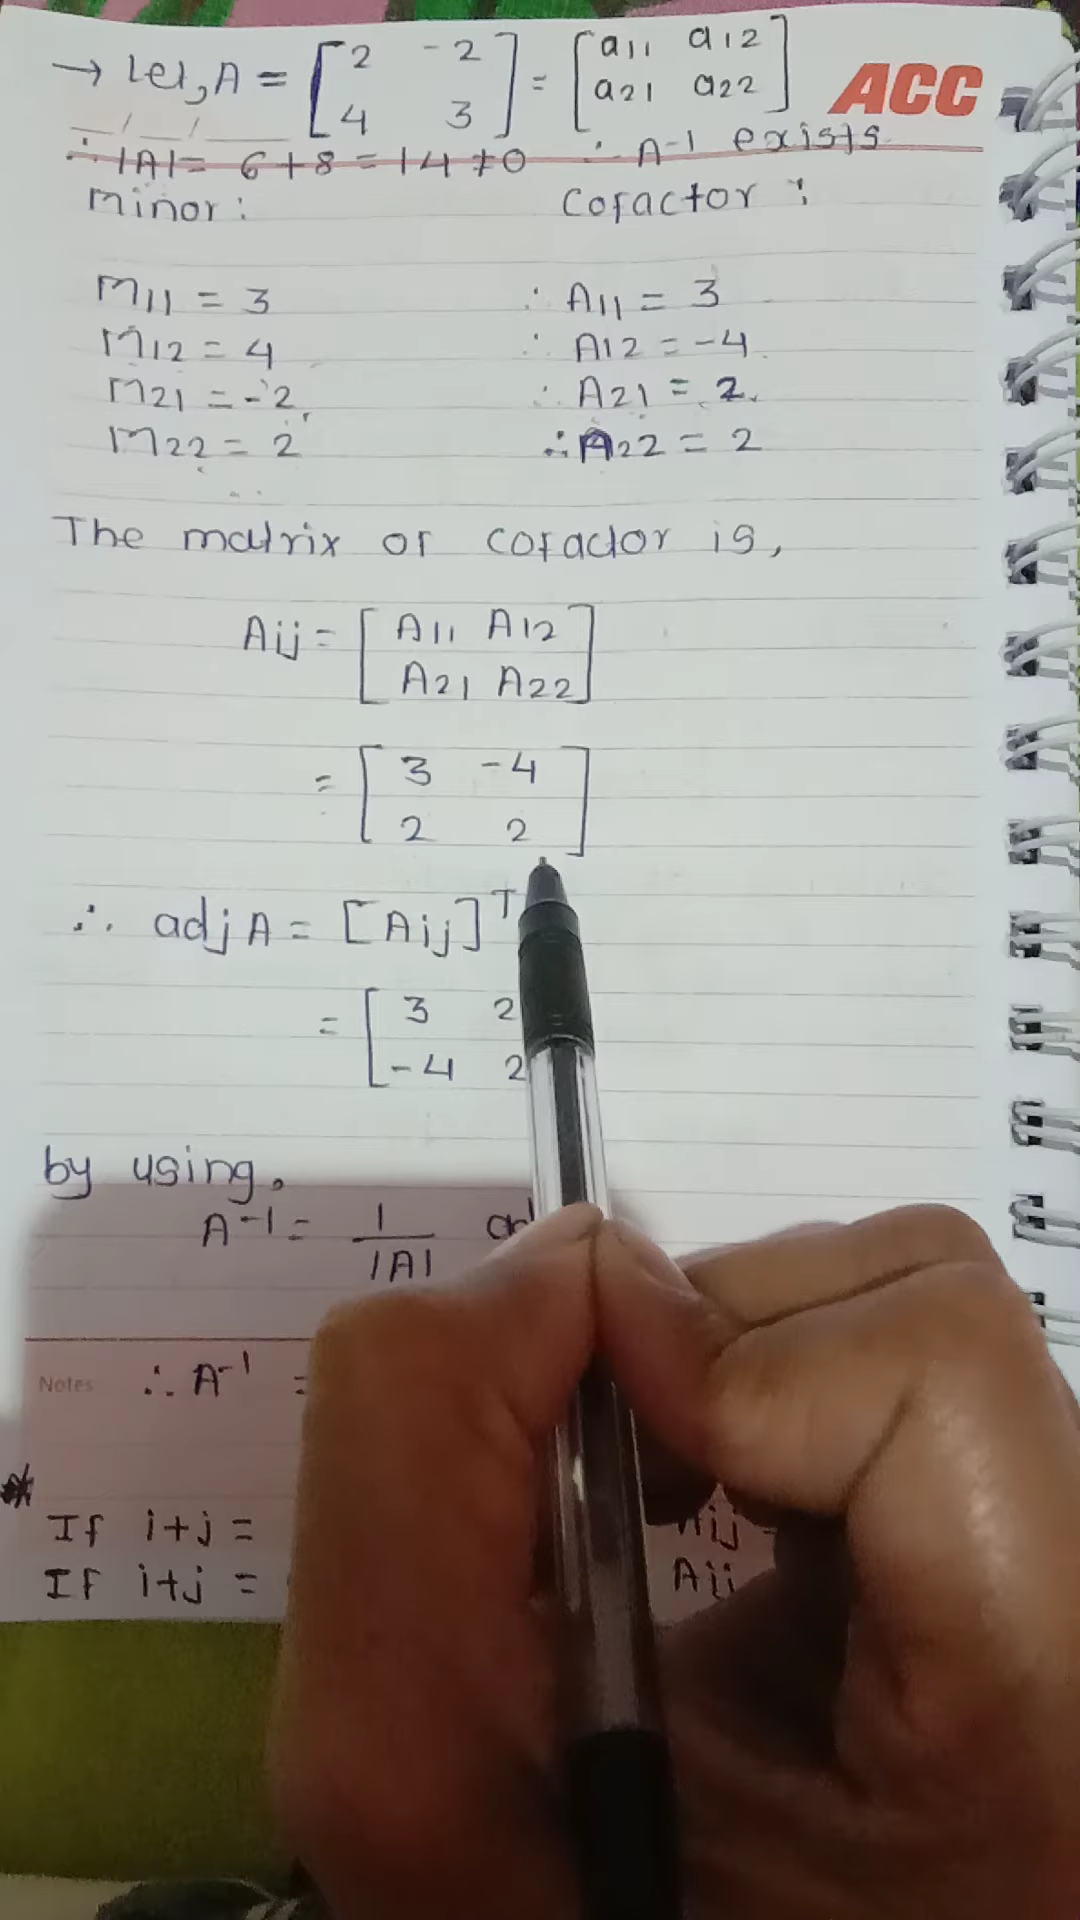 → Let, A = [2 -2] = [a11 a12]
[4 3] [a21 a22]
ACC
∴ |A| = 6+8 = 14 ≠ 0 ∴ A-1 exists
Minor: Cofactor:
M11 = 3 ∴ A11 = 3
M12 = 4 ∴ A12 = -4
M21 = -2 ∴ A21 = 2
M22 = 2 ∴ A22 = 2
The matrix of cofactor is,
Aij = [A11 A12]
[A21 A22]
= [3 -4]
[2 2]
∴ adj A = [Aij]T
= [3 2
[-4 2
by using,
A-1 = 1/|A|
Notes ∴ A-1 =
If i+j = Aij
If i+j = Aij